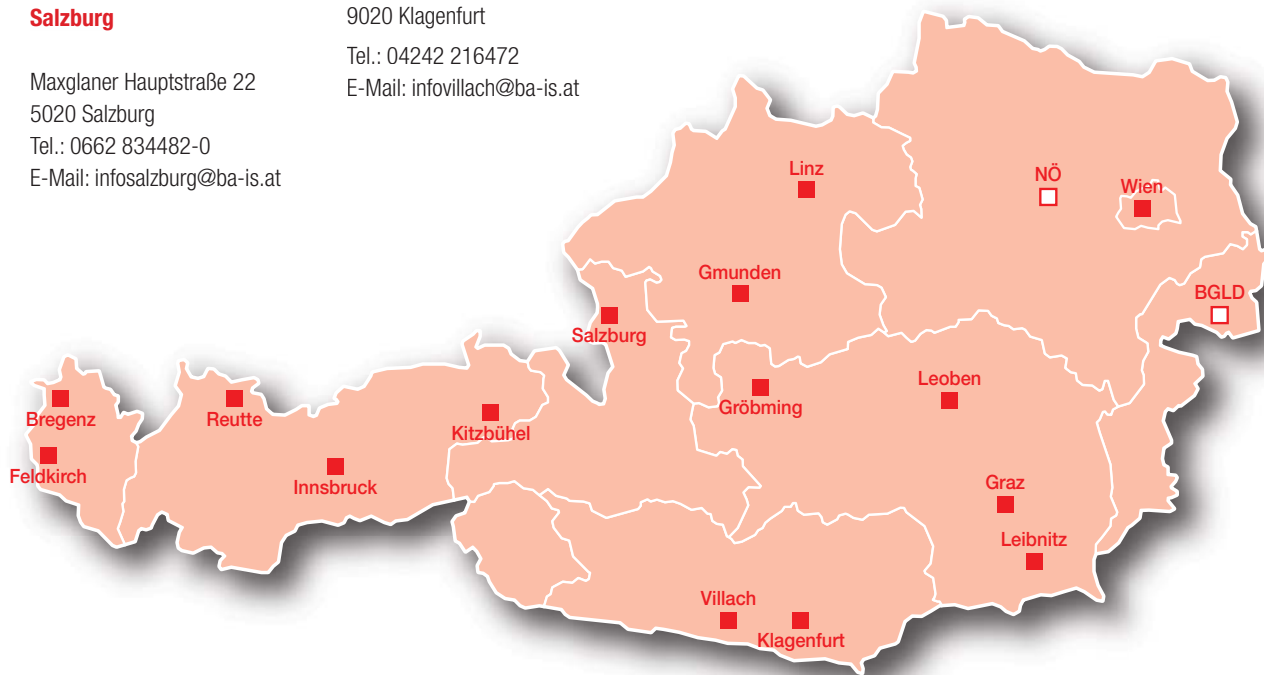 Salzburg
Maxglaner Hauptstraße 22
5020 Salzburg
Tel.: 0662 834482-0
E-Mail: infosalzburg@ba-is.at
9020 Klagenfurt
Tel.: 04242 216472
E-Mail: infovillach@ba-is.at
Linz
NÖ
Wien
Gmunden
BGLD
Salzburg
Leoben
Gröbming
Bregenz
Reutte
Kitzbühel
Feldkirch
Innsbruck
Graz
Leibnitz
Villach
Klagenfurt